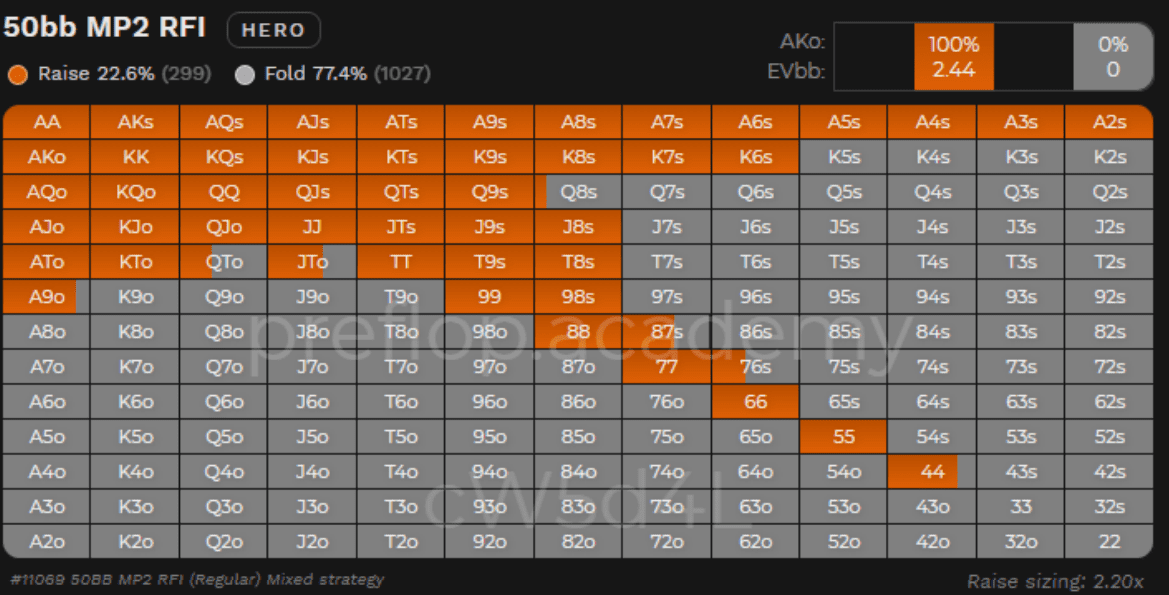 50bb MP2 RFI HERO
Raise 22.6% (299) Fold 77.4% (1027)
AKo: 100% 0%
EVbb: 2.44 0
AA AKs AQs AJs ATs A9s A8s A7s A6s A5s A4s A3s A2s
AKo KK KQs KJs KTs K9s K8s K7s K6s K5s K4s K3s K2s
AQo KQo QQ QJs QTs Q9s Q8s Q7s Q6s Q5s Q4s Q3s Q2s
AJo KJo QJo JJ JTs J9s J8s J7s J6s J5s J4s J3s J2s
ATo KTo QTo JTo TT T9s T8s T7s T6s T5s T4s T3s T2s
A9o K9o Q9o J9o T9o 99 98s 97s 96s 95s 94s 93s 92s
A8o K8o Q8o J8o T8o 98o 88 87s 86s 85s 84s 83s 82s
preflop.academy
A7o K7o Q7o J7o T7o 97o 87o 77 76s 75s 74s 73s 72s
A6o K6o Q6o J6o T6o 96o 86o 76o 66 65s 64s 63s 62s
A5o K5o Q5o J5o T5o 95o 85o 75o 65o 55 54s 53s 52s
A4o K4o Q4o J4o T4o 94o 84o 74o 64o 54o 44 43s 42s
cW5d4L
A3o K3o Q3o J3o T3o 93o 83o 73o 63o 53o 43o 33 32s
A2o K2o Q2o J2o T2o 92o 82o 72o 62o 52o 42o 32o 22
#11069 50BB MP2 RFI (Regular) Mixed strategy Raise sizing: 2.20x